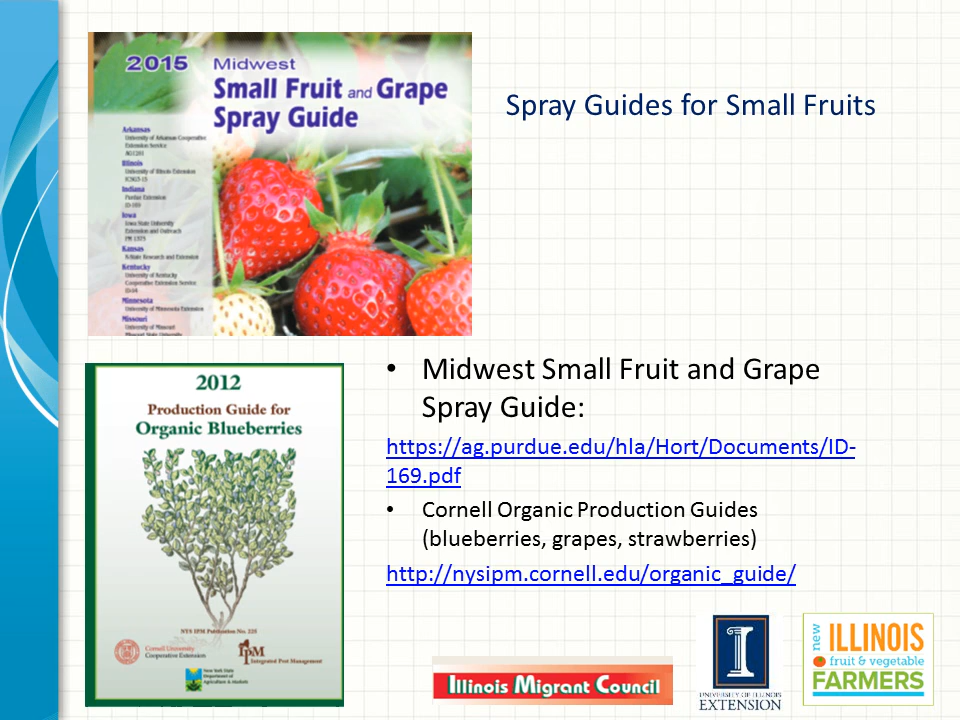 2015 Midwest
Small Fruit and Grape
Spray Guide
Arkansas
University of Arkansas Cooperative
Extension Service
Illinois
University of Illinois Extension
Indiana
Purdue Extension
ID-169
Iowa
Iowa State University
Extension and Outreach
Kansas
K-State Research and Extension
Kentucky
University of Kentucky
Cooperative Extension Service
Minnesota
University of Minnesota Extension
Missouri
University of Missouri
Missouri State University
Spray Guides for Small Fruits
2012
Production Guide for
Organic Blueberries
NYS IPM Publication No. 225
Cornell University
Cooperative Extension
IPM
Integrated Pest Management
New York State
Department of
Agriculture & Markets
• Midwest Small Fruit and Grape
Spray Guide:
https://ag.purdue.edu/hla/Hort/Documents/ID-
169.pdf
• Cornell Organic Production Guides
(blueberries, grapes, strawberries)
http://nysipm.cornell.edu/organic_guide/
Illinois Migrant Council
I
UNIVERSITY OF ILLINOIS
EXTENSION
new
ILLINOIS
fruit & vegetable
FARMERS